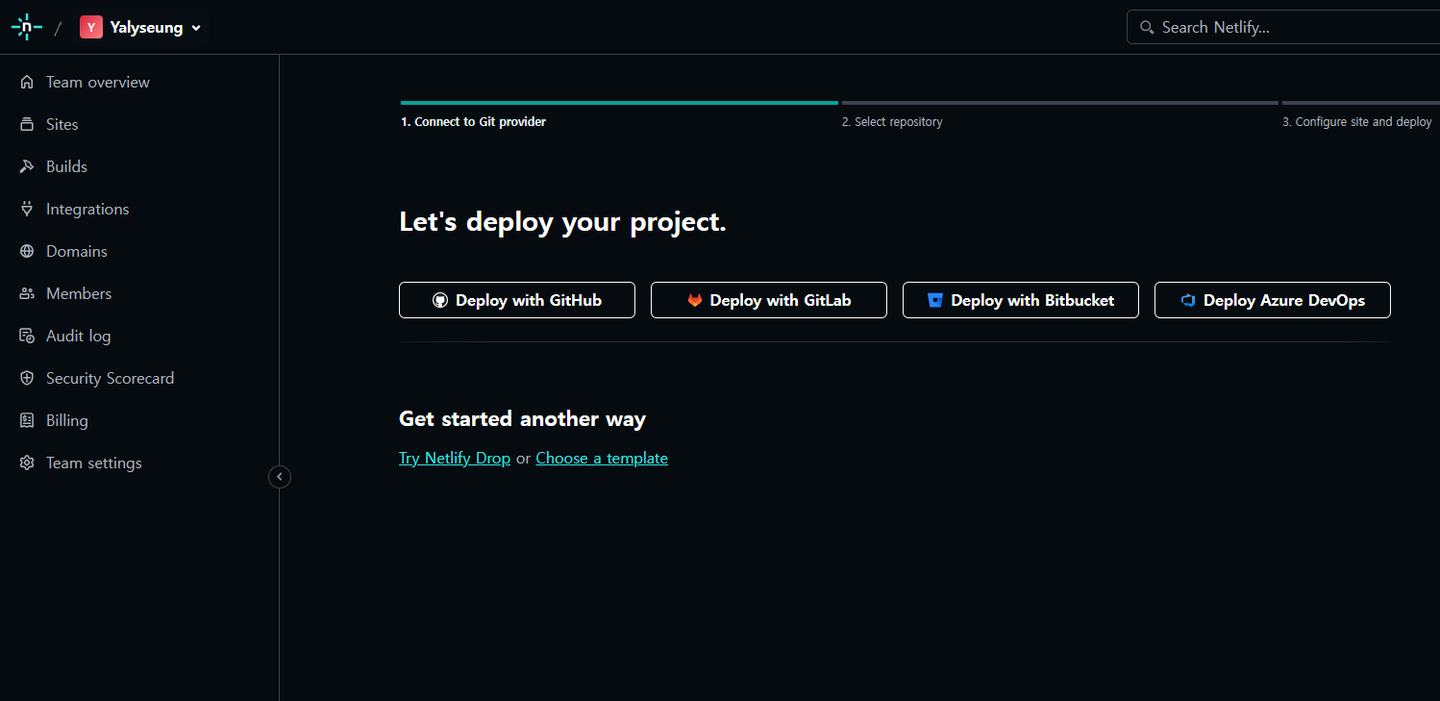 n / Y Yalyseung
Search Netlify...
Team overview
Sites
Builds
Integrations
Domains
Members
Audit log
Security Scorecard
Billing
Team settings
1. Connect to Git provider
2. Select repository
3. Configure site and deploy
Let's deploy your project.
Deploy with GitHub
Deploy with GitLab
Deploy with Bitbucket
Deploy Azure DevOps
Get started another way
Try Netlify Drop or Choose a template